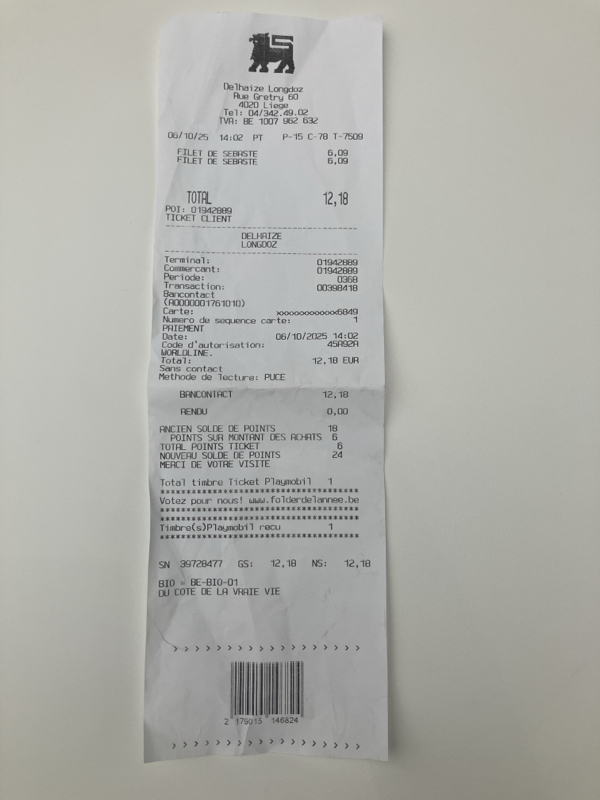 Delhaize Longdoz
Rue Gretry 60
4020 Liege
Tel: 04/342.49.02
TVA: BE 1007 962 632
06/10/25 14:02 PT P-15 C-78 T-7509
FILET DE SEBASTE 6,09
FILET DE SEBASTE 6,09
TOTAL 12,18
POI: 01942889
TICKET CLIENT
DELHAIZE
LONGDOZ
Terminal: 01942889
Commercant: 01942889
Periode: 0368
Transaction: 00398418
Bancontact
(A0000001761010)
Carte: xxxxxxxxxxxxx6849
Numero de sequence carte: 1
PAIEMENT
Date: 06/10/2025 14:02
Code d'autorisation: 45A92A
WORLDLINE.
Total: 12,18 EUR
Sans contact
Methode de lecture: PUCE
BANCONTACT 12,18
RENDU 0,00
ANCIEN SOLDE DE POINTS 18
POINTS SUR MONTANT DES ACHATS 6
TOTAL POINTS TICKET 6
NOUVEAU SOLDE DE POINTS 24
MERCI DE VOTRE VISITE
Total timbre Ticket Playmobil 1
***********************************
Votez pour nous! www.folderdelannee.be
***********************************
***********************************
Timbre(s)Playmobil recu 1
***********************************
SN 39728477 GS: 12,18 NS: 12,18
BIO = BE-BIO-01
DU COTE DE LA VRAIE VIE
2 175015 146824